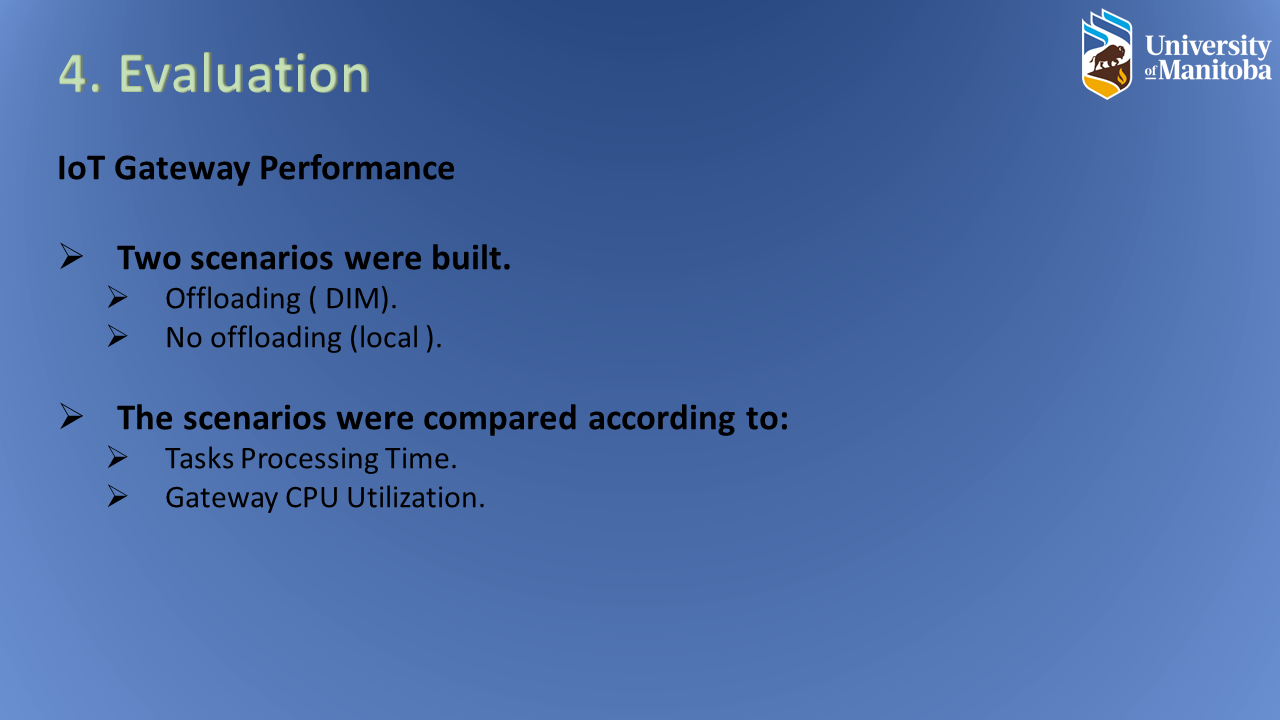 4. Evaluation
University
of Manitoba
IoT Gateway Performance
Two scenarios were built.
Offloading ( DIM).
No offloading (local ).
The scenarios were compared according to:
Tasks Processing Time.
Gateway CPU Utilization.